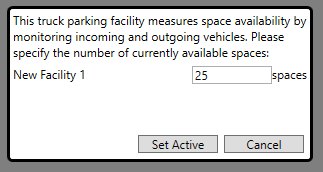 This truck parking facility measures space availability by
monitoring incoming and outgoing vehicles. Please
specify the number of currently available spaces:
New Facility 1 25 spaces
Set Active Cancel